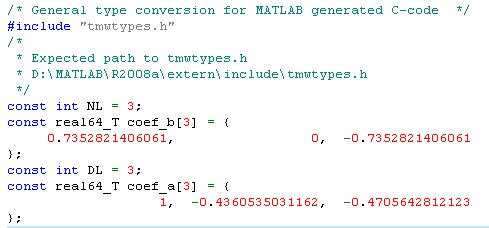 /* General type conversion for MATLAB generated C-code  */
#include "tmwtypes.h"
/*
 * Expected path to tmwtypes.h
 * D:\MATLAB\R2008a\extern\include\tmwtypes.h
 */
const int NL = 3;
const real64_T coef_b[3] = {
     0.7352821406061,                 0,  -0.7352821406061
};
const int DL = 3;
const real64_T coef_a[3] = {
                   1,  -0.4360535031162,  -0.4705642812123
};